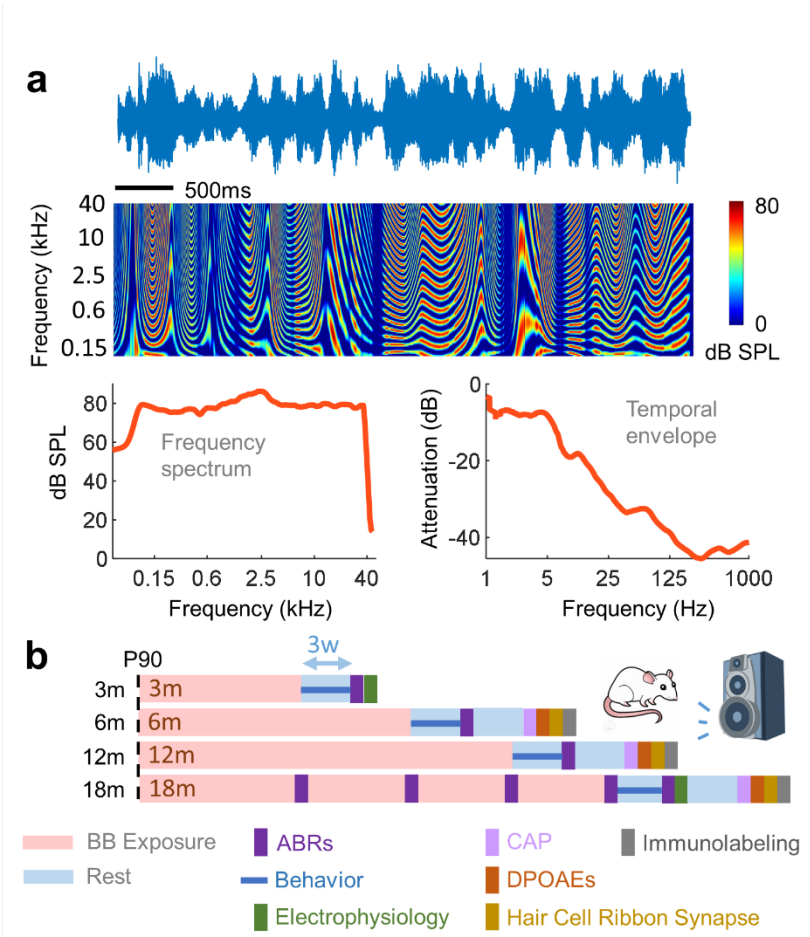 a
500ms
Frequency (kHz)
40
10
2.5
0.6
0.15
80
0
dB SPL
dB SPL
80
60
40
20
0
Frequency
spectrum
0.15 0.6 2.5 10 40
Frequency (kHz)
Attenuation (dB)
0
-20
-40
Temporal
envelope
1 5 25 125 1000
Frequency (Hz)
b
P90
3w
3m 3m
6m 6m
12m 12m
18m 18m
BB Exposure ABRs CAP Immunolabeling
Rest Behavior DPOAEs
Electrophysiology Hair Cell Ribbon Synapse